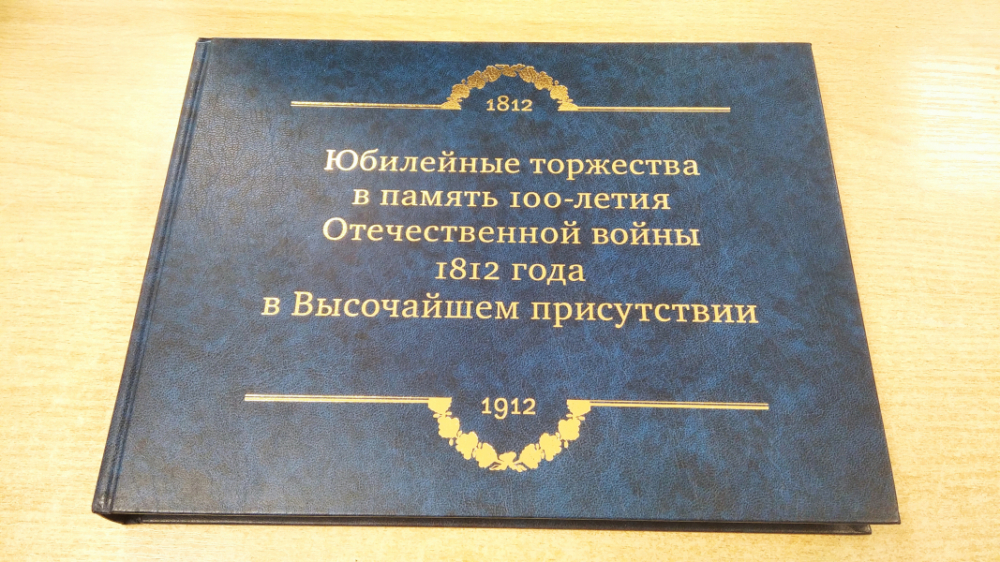 1812
Юбилейные торжества
в память 100-летия
Отечественной войны
1812 года
в Высочайшем присутствии
1912